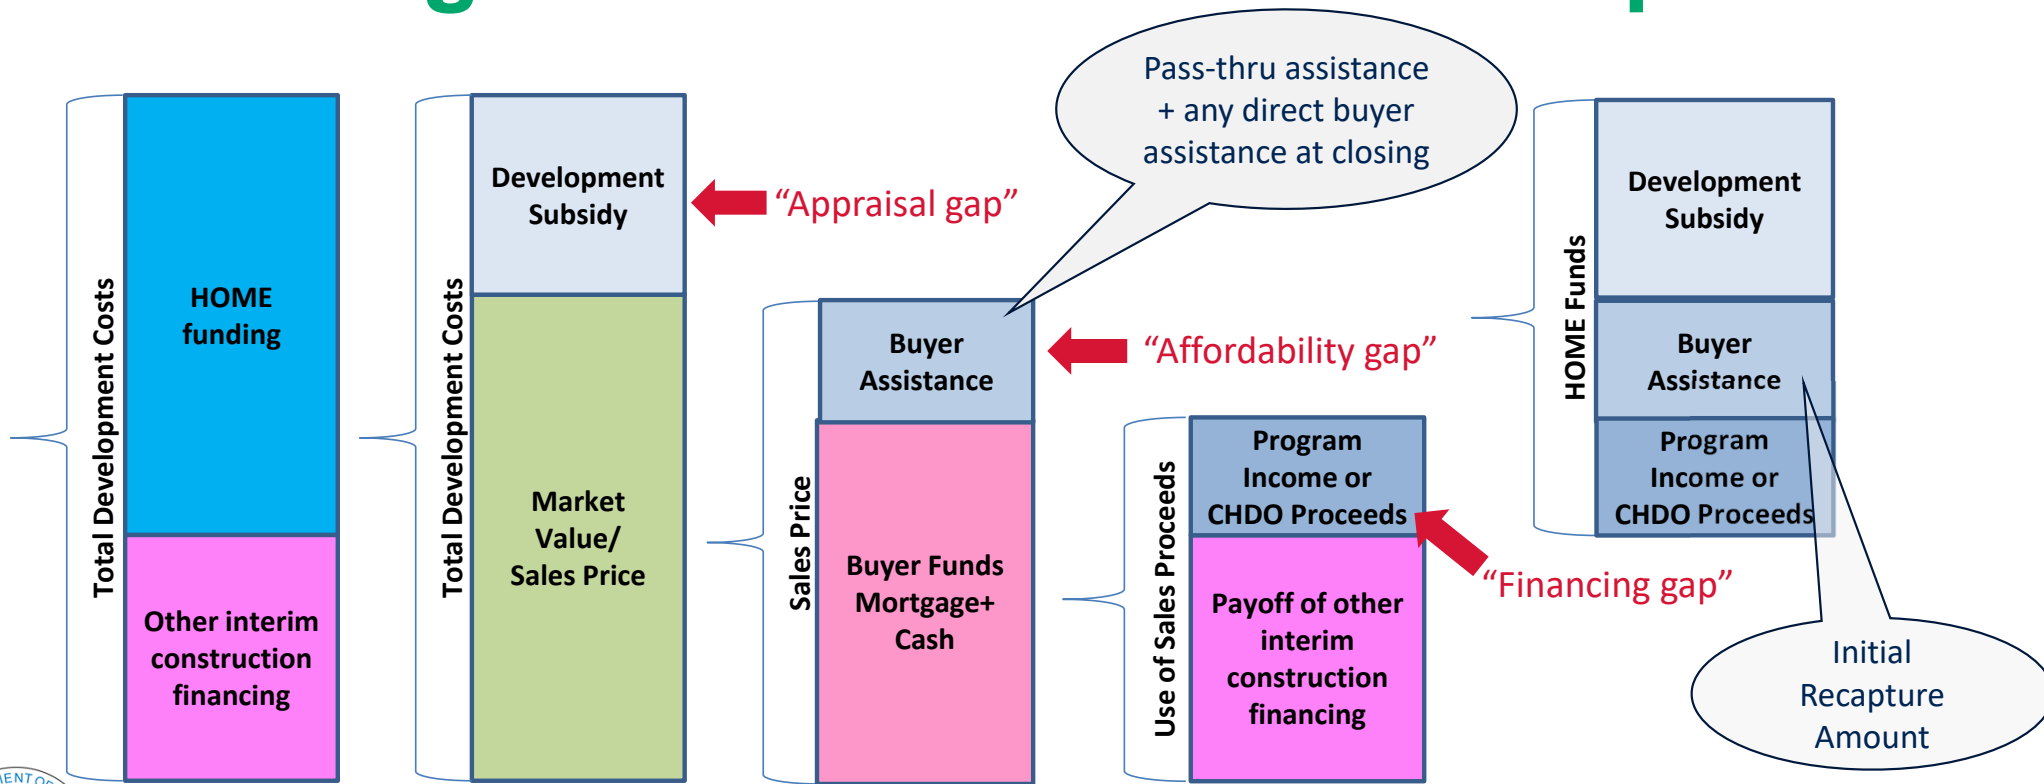 Total Development Costs
HOME
funding
Other interim
construction
financing
Total Development Costs
Development
Subsidy
Market
Value/
Sales Price
“Appraisal gap”
Pass-thru assistance
+ any direct buyer
assistance at closing
Sales Price
Buyer
Assistance
Buyer Funds
Mortgage+
Cash
“Affordability gap”
Use of Sales Proceeds
Program
Income or
CHDO Proceeds
Payoff of other
interim
construction
financing
“Financing gap”
HOME Funds
Development
Subsidy
Buyer
Assistance
Program
Income or
CHDO Proceeds
Initial
Recapture
Amount